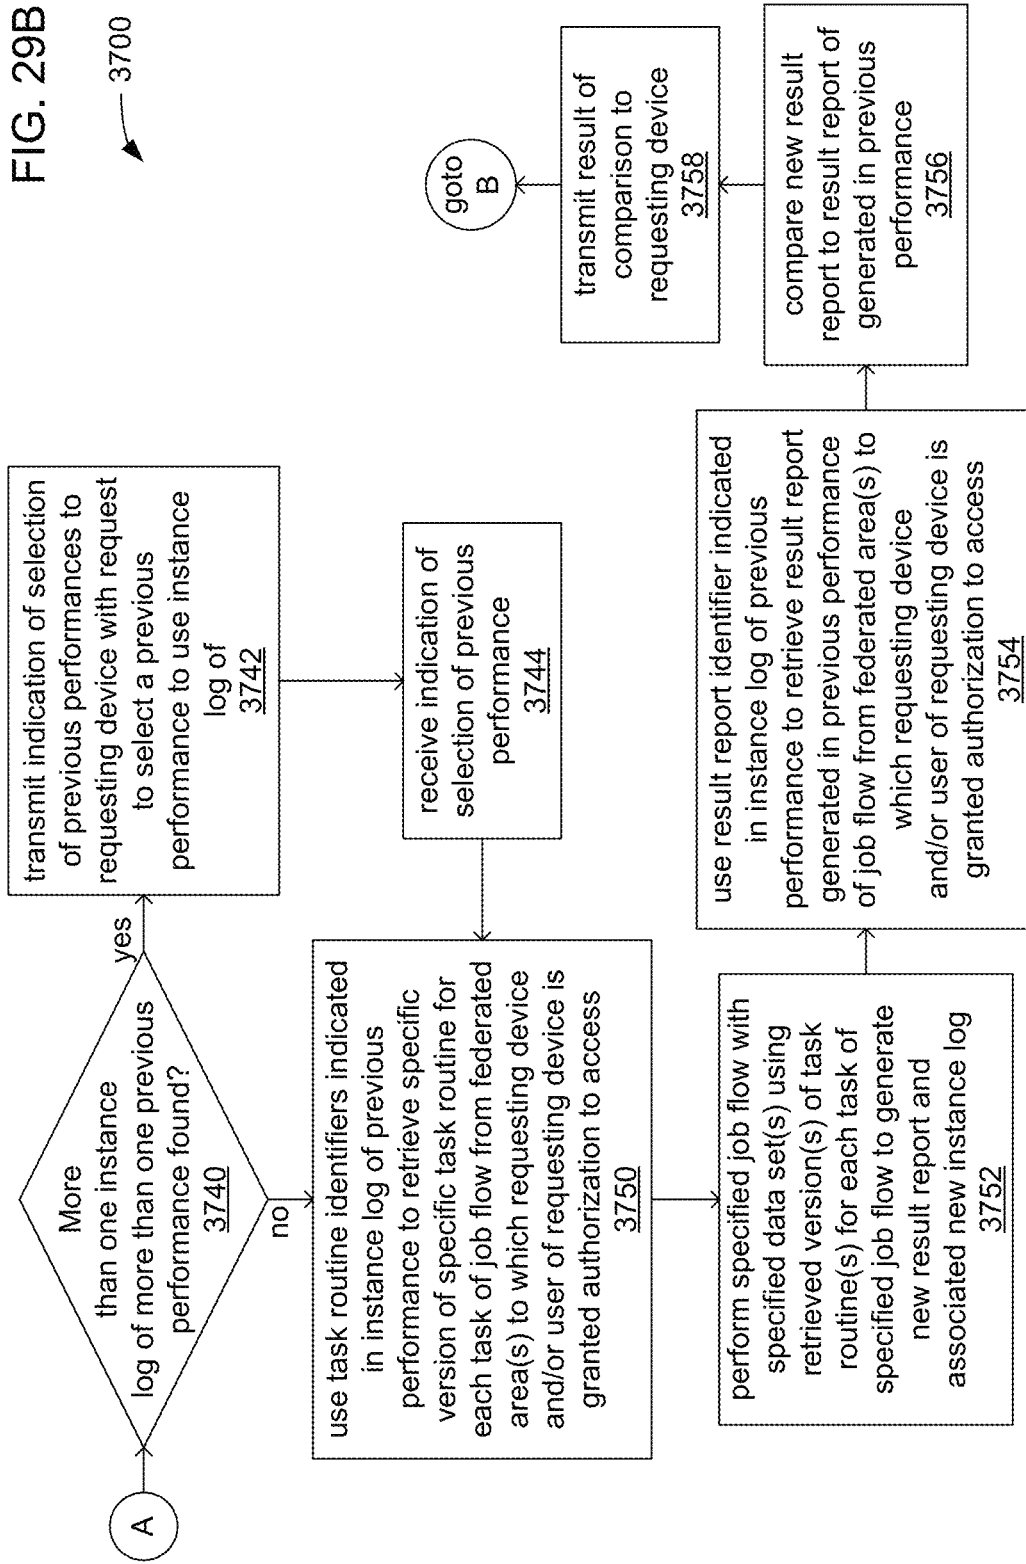 FIG. 29B
3700
A
More
than one instance
log of more than one previous
performance found?
3740
yes
no
transmit indication of selection
of previous performances to
requesting device with request
to select a previous
performance to use instance
log of
3742
receive indication of
selection of previous
performance
3744
use task routine identifiers indicated
in instance log of previous
performance to retrieve specific
version of specific task routine for
each task of job flow from federated
area(s) to which requesting device
and/or user of requesting device is
granted authorization to access
3750
perform specified job flow with
specified data set(s) using
retrieved version(s) of task
routine(s) for each task of
specified job flow to generate
new result report and
associated new instance log
3752
use result report identifier indicated
in instance log of previous
performance to retrieve result report
generated in previous performance
of job flow from federated area(s) to
which requesting device
and/or user of requesting device is
granted authorization to access
3754
compare new result
report to result report of
generated in previous
performance
3756
transmit result of
comparison to
requesting device
3758
goto
B